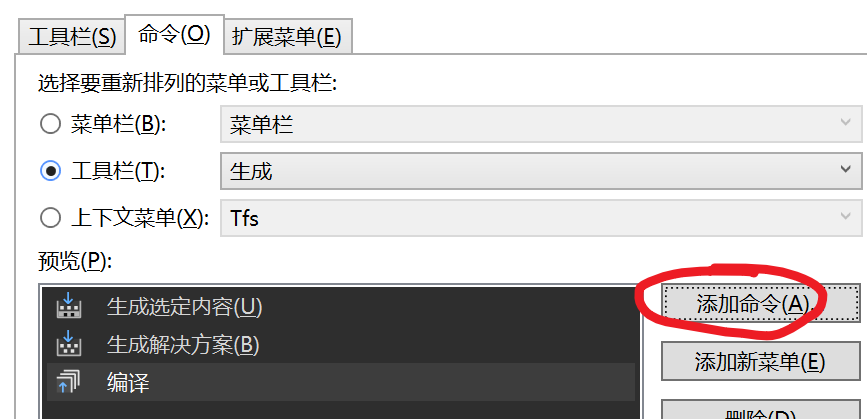 工具栏(S) 命令(O) 扩展菜单(E)
选择要重新排列的菜单或工具栏:
菜单栏(B): 菜单栏
工具栏(T): 生成
上下文菜单(X): Tfs
预览(P):
生成选定内容(U) 添加命令(A)...
生成解决方案(B)
添加新菜单(E)
编译
删除(D)